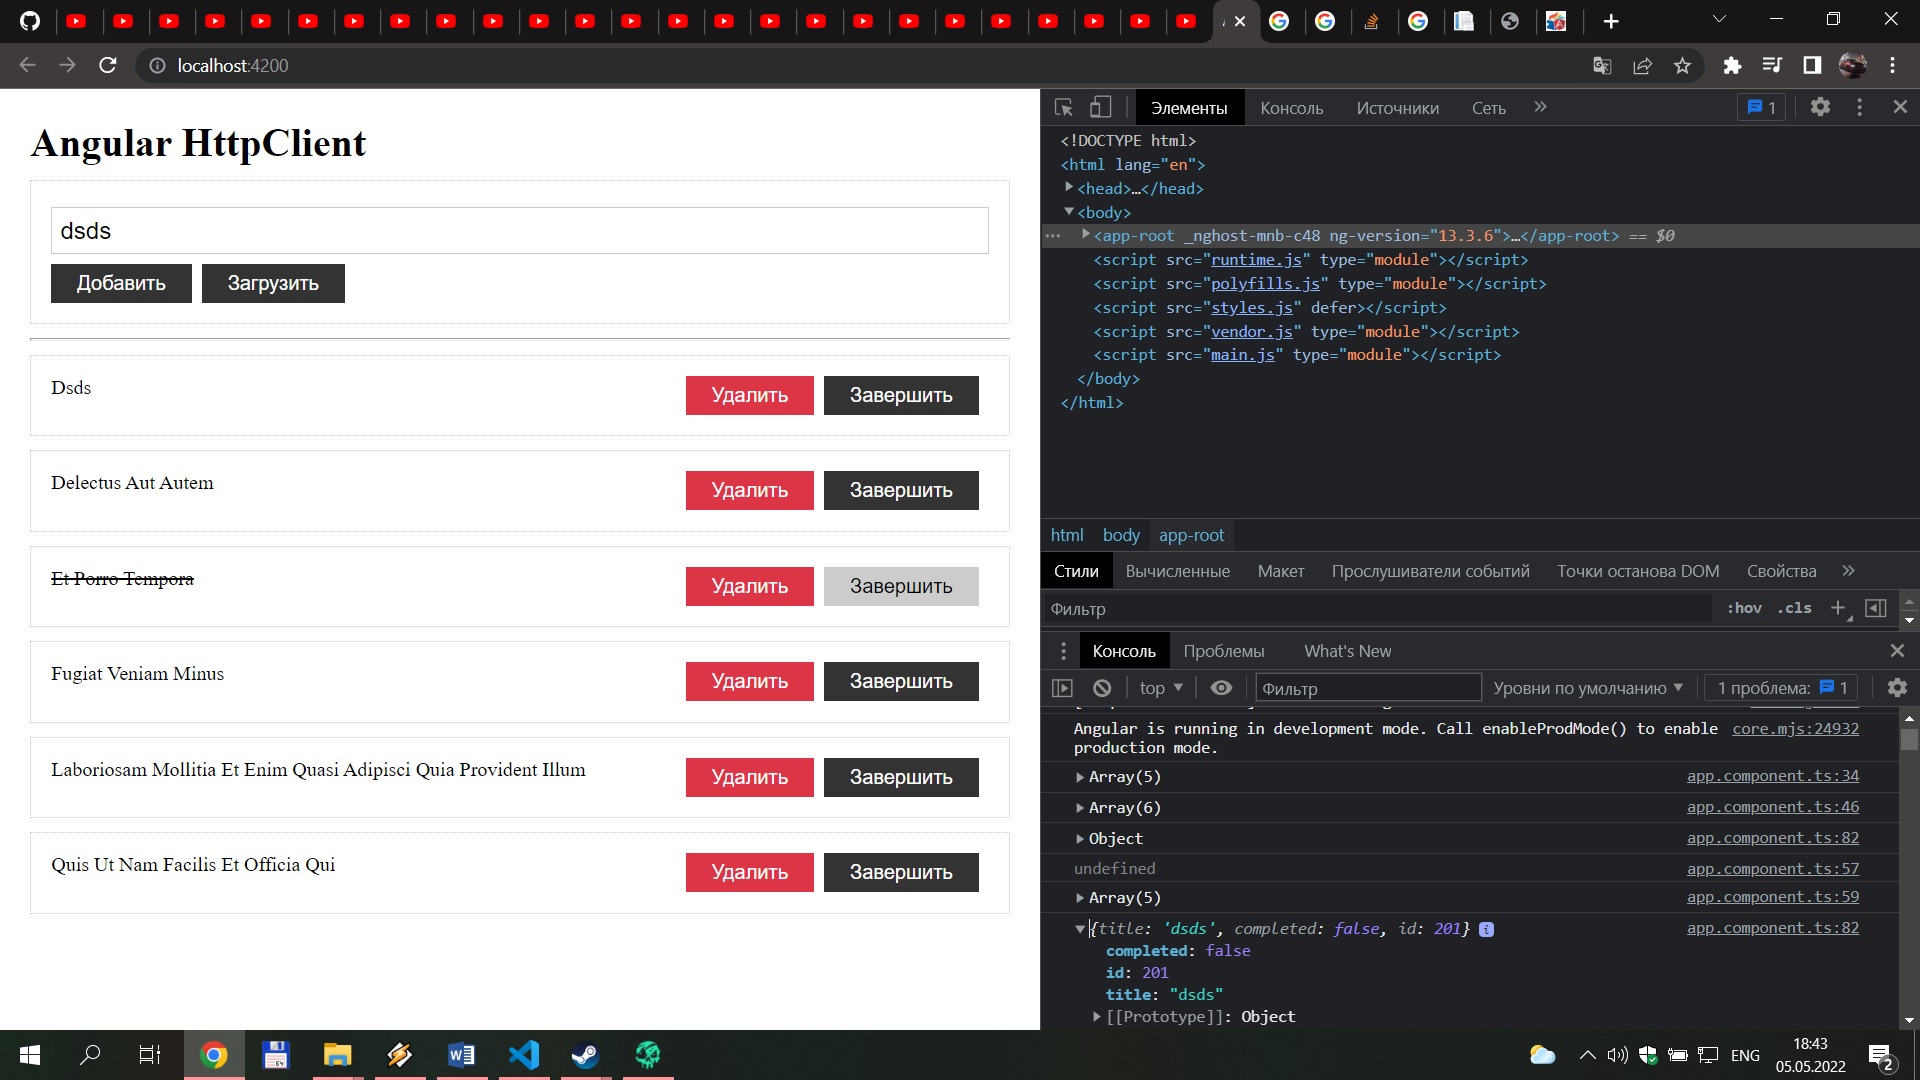 localhost:4200
Angular HttpClient
dsds
Добавить Загрузить
Dsds Удалить Завершить
Delectus Aut Autem Удалить Завершить
Et Porro Tempora Удалить Завершить
Fugiat Veniam Minus Удалить Завершить
Laboriosam Mollitia Et Enim Quasi Adipisci Quia Provident Illum Удалить Завершить
Quis Ut Nam Facilis Et Officia Qui Удалить Завершить
Элементы Консоль Источники Сеть 1
<!DOCTYPE html>
<html lang="en">
<head>…</head>
<body>
<app-root _nghost-mnb-c48 ng-version="13.3.6">…</app-root> == $0
<script src="runtime.js" type="module"></script>
<script src="polyfills.js" type="module"></script>
<script src="styles.js" defer></script>
<script src="vendor.js" type="module"></script>
<script src="main.js" type="module"></script>
</body>
</html>
html body app-root
Стили Вычисленные Макет Прослушиватели событий Точки останова DOM Свойства
Фильтр :hov .cls
Консоль Проблемы What's New
top Фильтр Уровни по умолчанию 1 проблема: 1
Angular is running in development mode. Call enableProdMode() to enable core.mjs:24932
production mode.
Array(5) app.component.ts:34
Array(6) app.component.ts:46
Object app.component.ts:82
undefined app.component.ts:57
Array(5) app.component.ts:59
{title: 'dsds', completed: false, id: 201} app.component.ts:82
completed: false
id: 201
title: "dsds"
[[Prototype]]: Object
ENG
18:43
05.05.2022
2